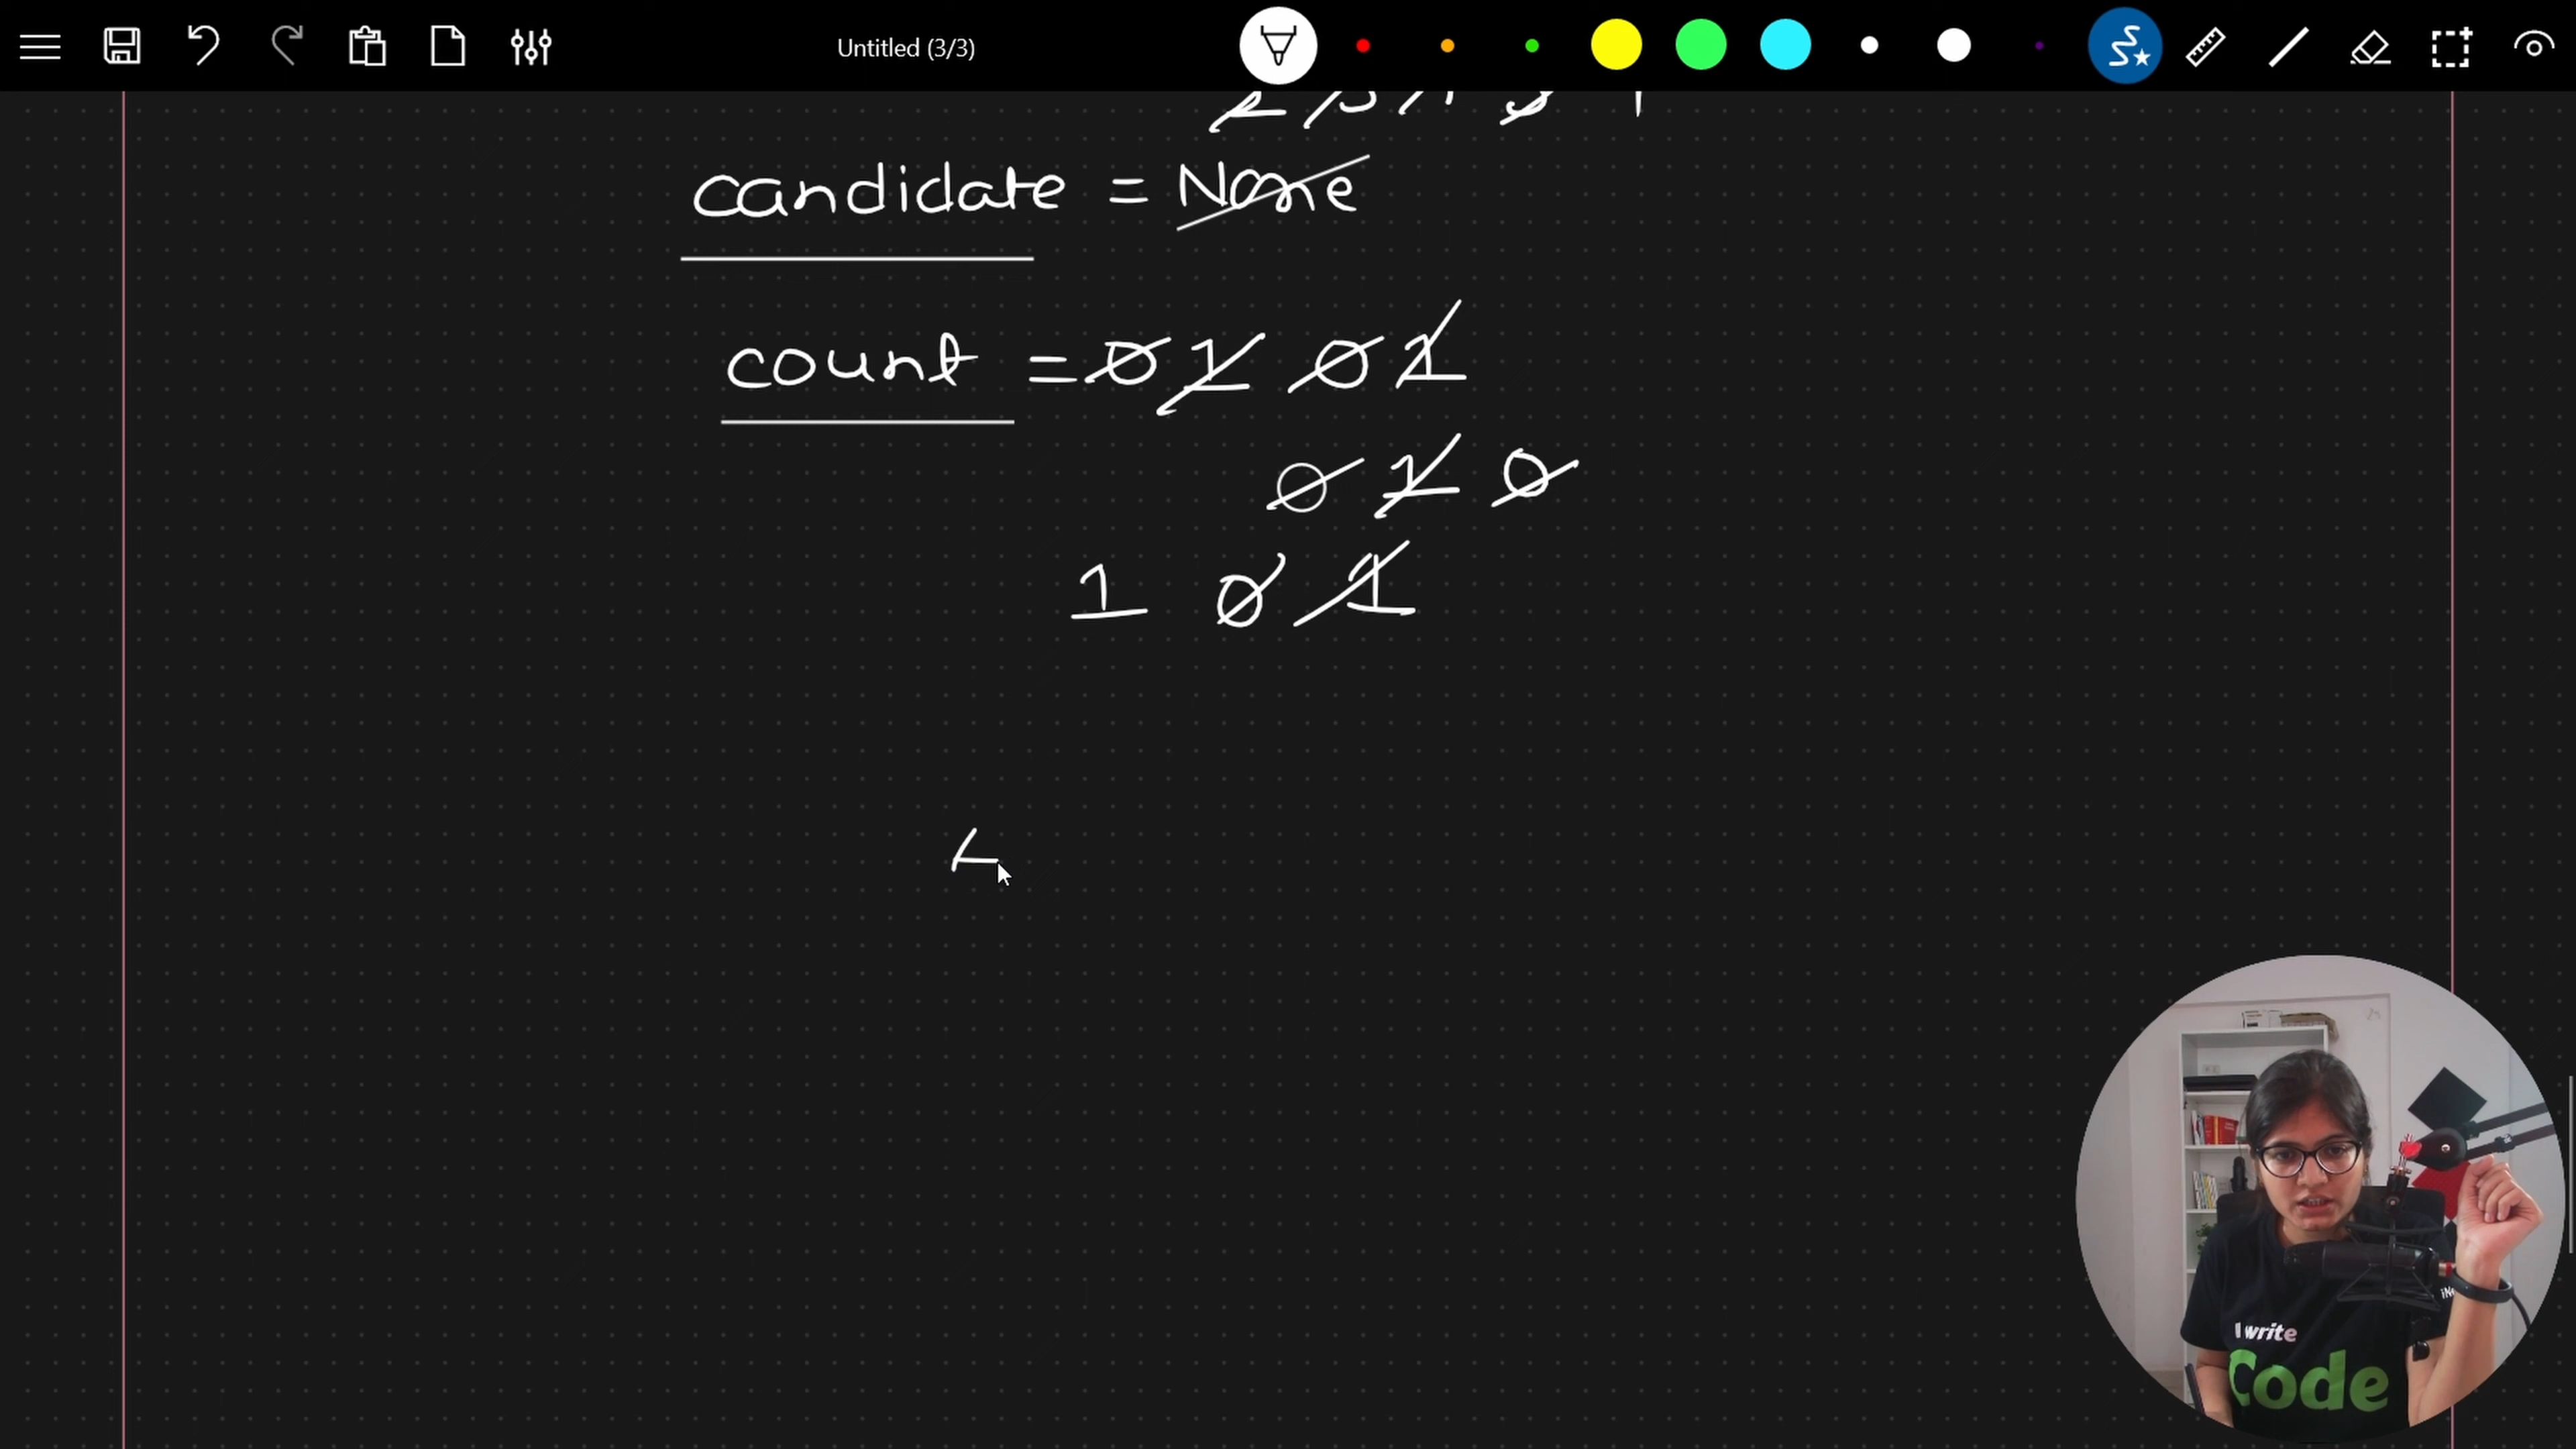 Untitled (3/3)
candidate = None
count = 0 1 0 1
0 1 0
1 0 1
I write
Code